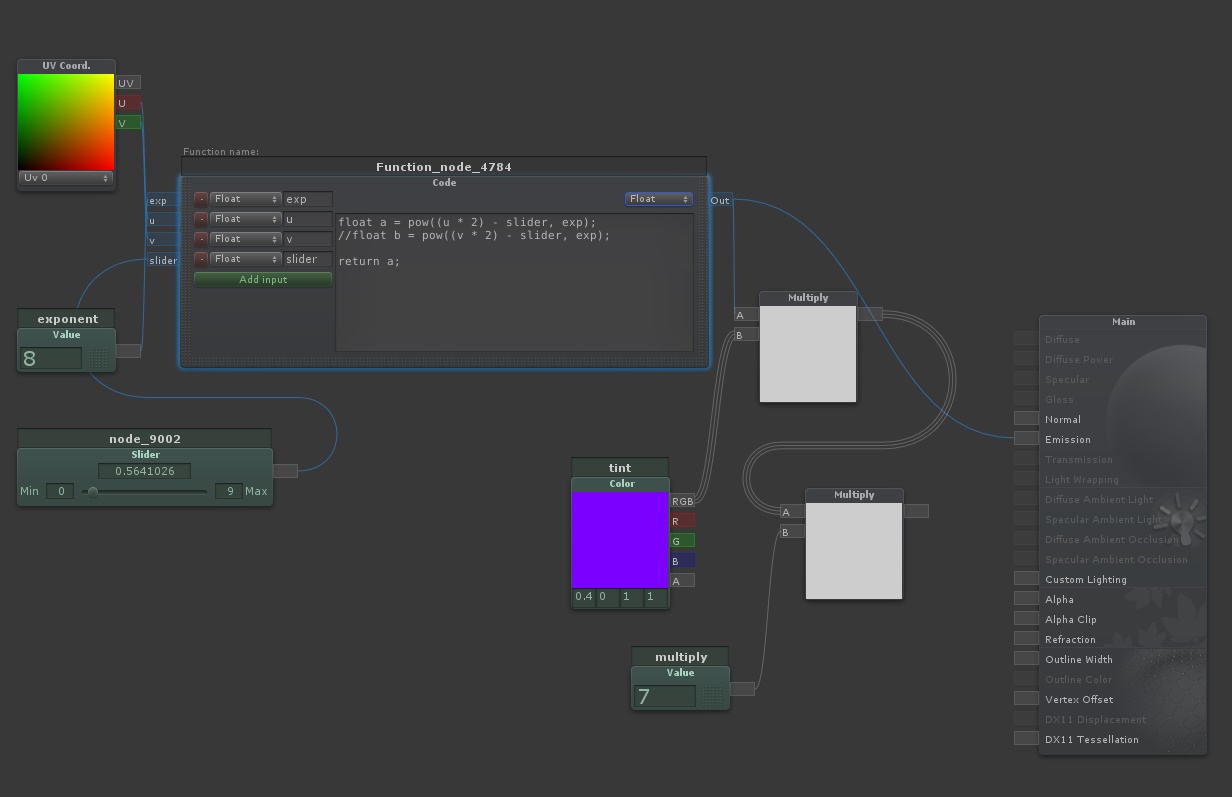 UV Coord.
UV
U
V
Uv 0
Function name:
Function_node_4784
Code
exp
- Float exp
Float
Out
u
- Float u
v
- Float v
slider
- Float slider
Add input
float a = pow((u * 2) - slider, exp);
//float b = pow((v * 2) - slider, exp);
return a;
exponent
Value
8
node_9002
Slider
0.5641026
Min 0 9 Max
Multiply
A
B
tint
Color
RGB
R
G
B
A
0.4 0 1 1
Multiply
A
B
multiply
Value
7
Main
Diffuse
Diffuse Power
Specular
Gloss
Normal
Emission
Transmission
Light Wrapping
Diffuse Ambient Light
Specular Ambient Light
Diffuse Ambient Occlusion
Specular Ambient Occlusion
Custom Lighting
Alpha
Alpha Clip
Refraction
Outline Width
Outline Color
Vertex Offset
DX11 Displacement
DX11 Tessellation